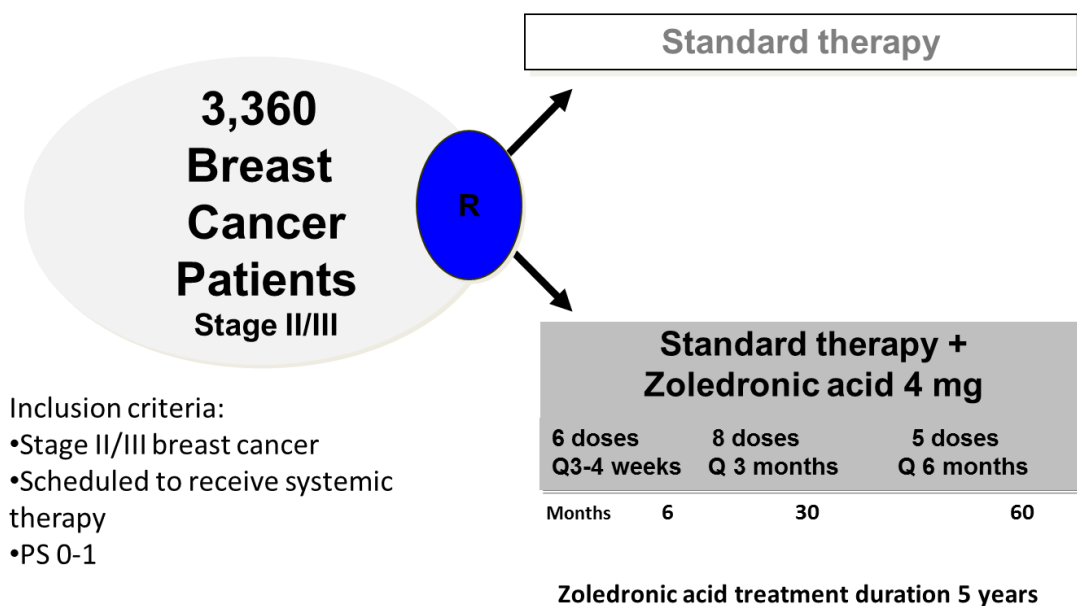 Standard therapy
3,360
Breast
Cancer
Patients
Stage II/III
R
Standard therapy +
Zoledronic acid 4 mg
6 doses 8 doses 5 doses
Q3-4 weeks Q 3 months Q 6 months
Months 6 30 60
Inclusion criteria:
•Stage II/III breast cancer
•Scheduled to receive systemic
therapy
•PS 0-1
Zoledronic acid treatment duration 5 years